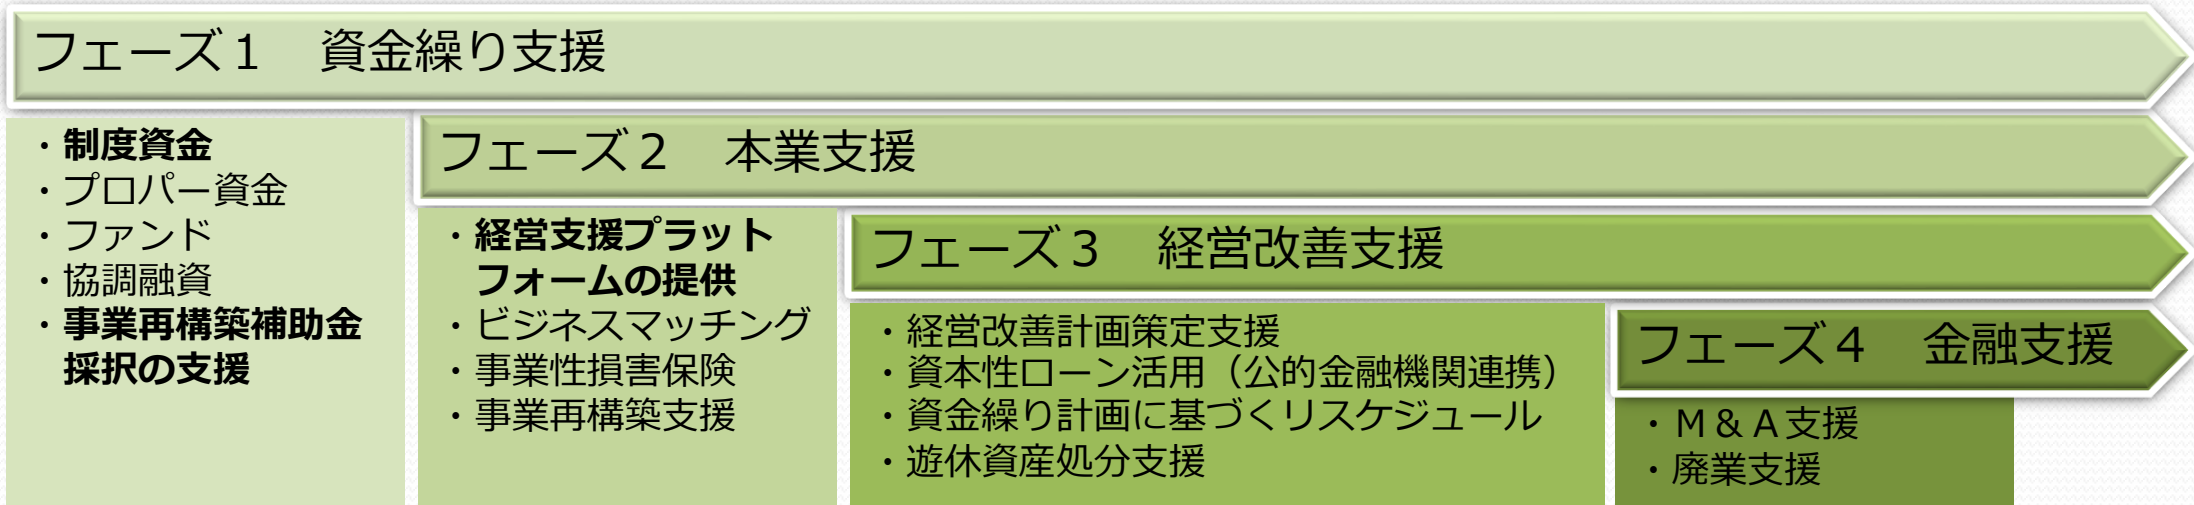 フェーズ１　資金繰り支援
・制度資金
・プロパー資金
・ファンド
・協調融資
・事業再構築補助金
採択の支援
フェーズ２　本業支援
・経営支援プラット
フォームの提供
・ビジネスマッチング
・事業性損害保険
・事業再構築支援
フェーズ３　経営改善支援
・経営改善計画策定支援
・資本性ローン活用（公的金融機関連携）
・資金繰り計画に基づくリスケジュール
・遊休資産処分支援
フェーズ４　金融支援
・Ｍ＆Ａ支援
・廃業支援